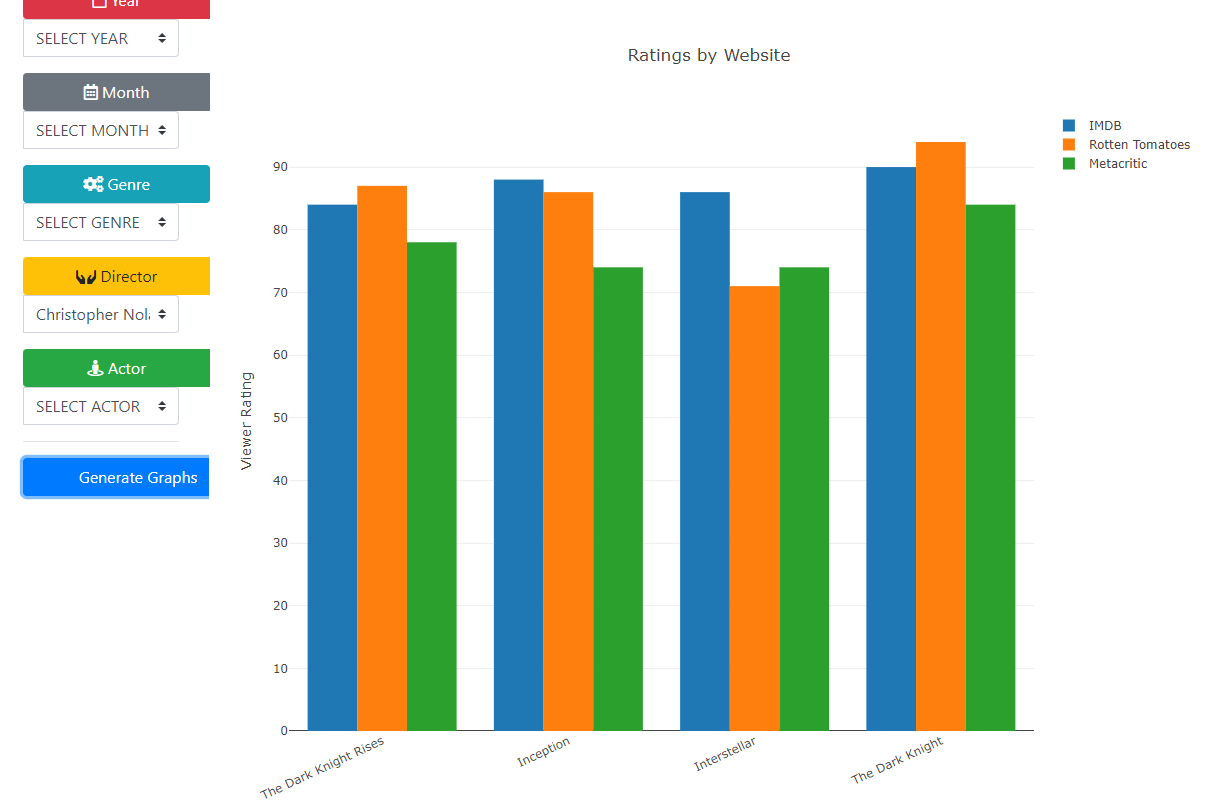 Year
SELECT YEAR
Month
SELECT MONTH
Genre
SELECT GENRE
Director
Christopher Nola
Actor
SELECT ACTOR
Generate Graphs
Ratings by Website
IMDB
Rotten Tomatoes
Metacritic
Viewer Rating
90
80
70
60
50
40
30
20
10
0
The Dark Knight Rises
Inception
Interstellar
The Dark Knight